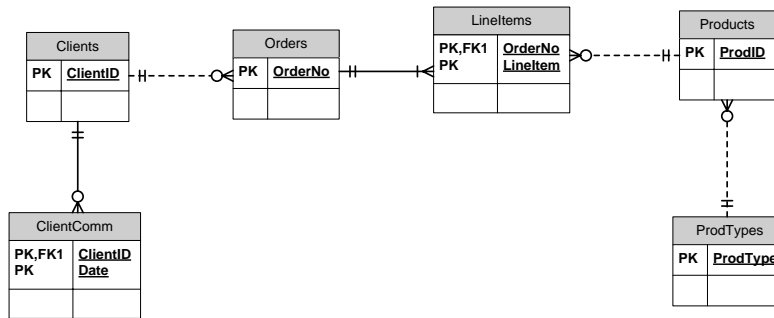 Clients
PK ClientID
Orders
PK OrderNo
LineItems
PK,FK1 OrderNo
PK LineItem
Products
PK ProdID
ClientComm
PK,FK1 ClientID
PK Date
ProdTypes
PK ProdType